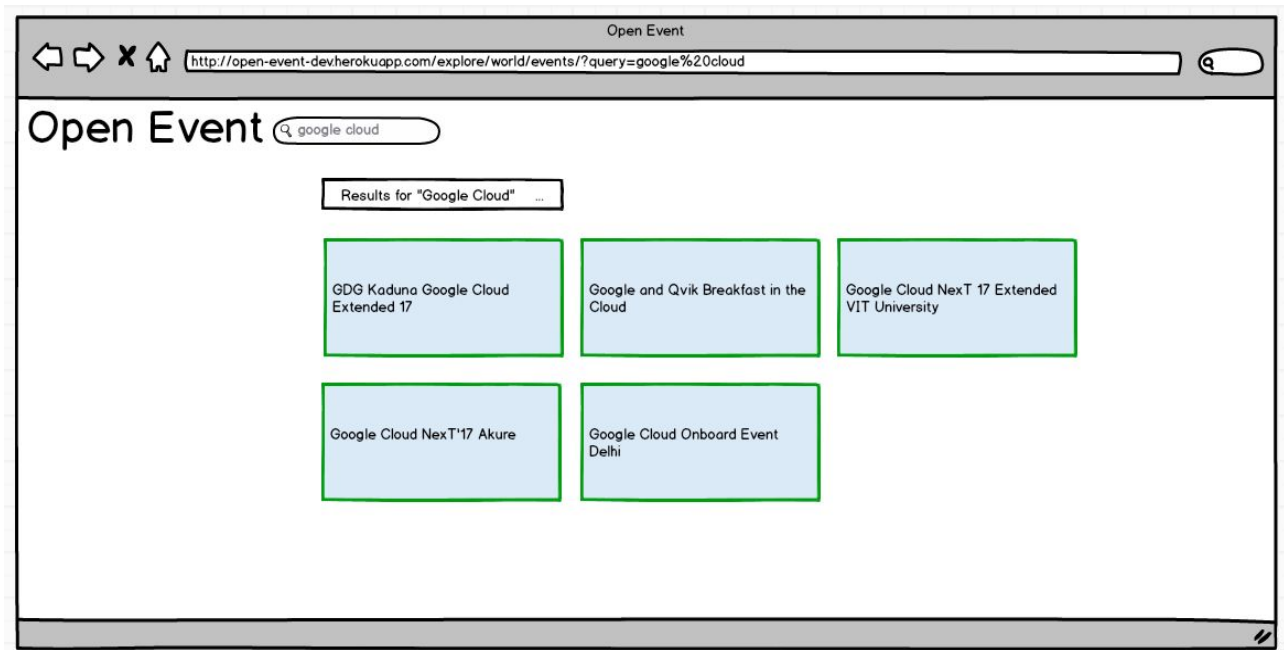 Open Event
http://open-event-dev.herokuapp.com/explore/world/events/?query=google%20cloud
Open Event
google cloud
Results for "Google Cloud" ...
GDG Kaduna Google Cloud
Extended 17
Google and Qvik Breakfast in the
Cloud
Google Cloud NexT 17 Extended
VIT University
Google Cloud NexT'17 Akure
Google Cloud Onboard Event
Delhi